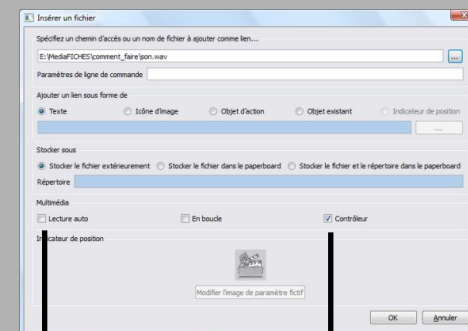 Insérer un fichier
Spécifiez un chemin d'accès ou un nom de fichier à ajouter comme lien...
E:\MediaFICHES\comment_faire\son.wav
...
Paramètres de ligne de commande
Ajouter un lien sous forme de
Texte Icône d'image Objet d'action Objet existant Indicateur de position
...
Stocker sous
Stocker le fichier extérieurement Stocker le fichier dans le paperboard Stocker le fichier et le répertoire dans le paperboard
Répertoire
Multimédia
Lecture auto En boucle Contrôleur
Indicateur de position
Modifier l'image de paramètre fictif
OK Annuler